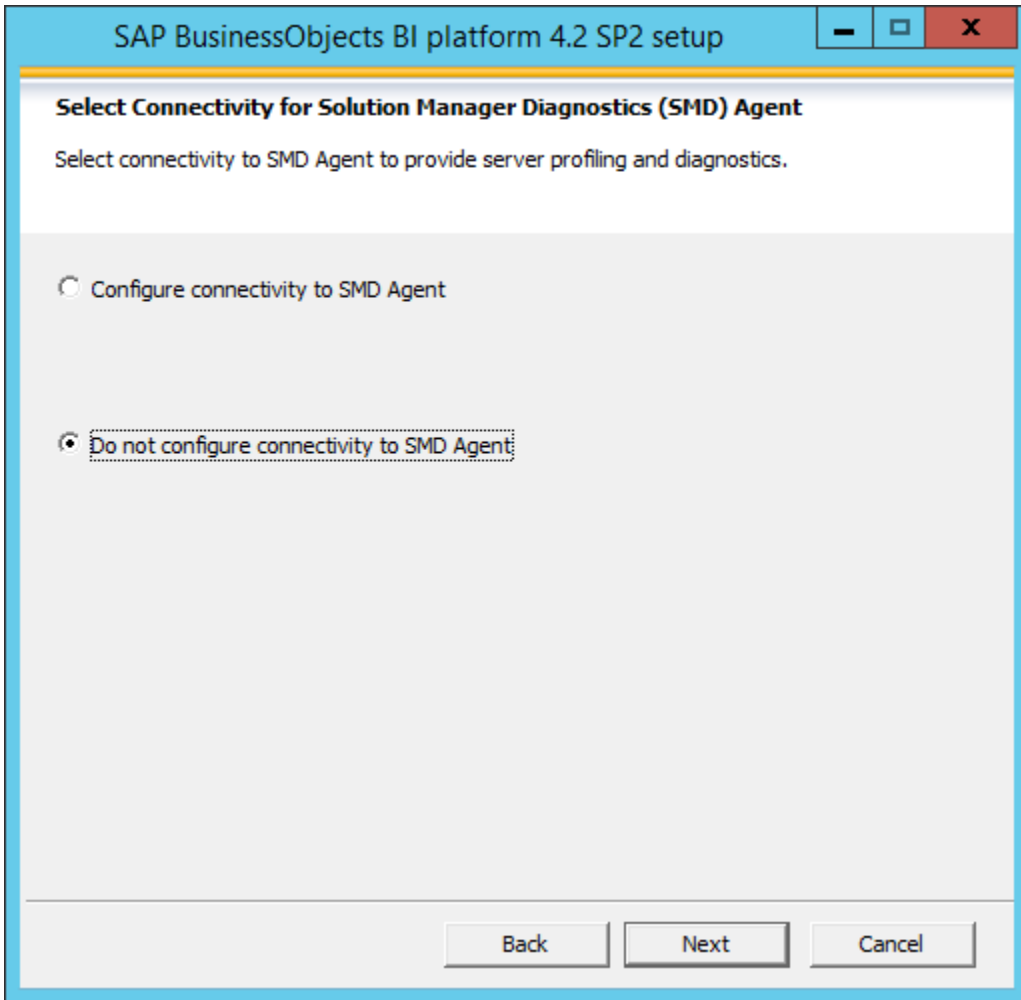 SAP BusinessObjects BI platform 4.2 SP2 setup
Select Connectivity for Solution Manager Diagnostics (SMD) Agent
Select connectivity to SMD Agent to provide server profiling and diagnostics.
Configure connectivity to SMD Agent
Do not configure connectivity to SMD Agent
Back Next Cancel